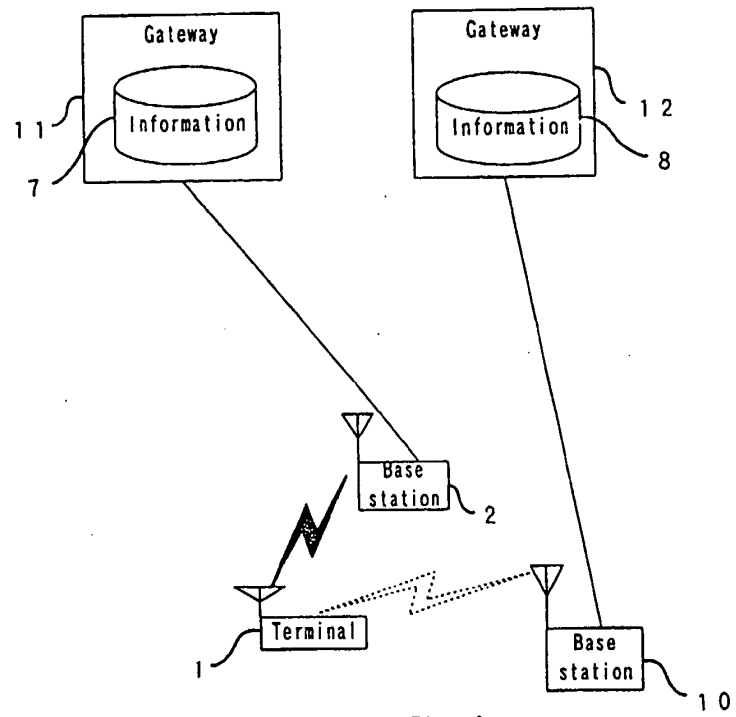 Gateway
Gateway
Information
Information
11
12
7
8
Base
station
2
Terminal
1
Base
station
10